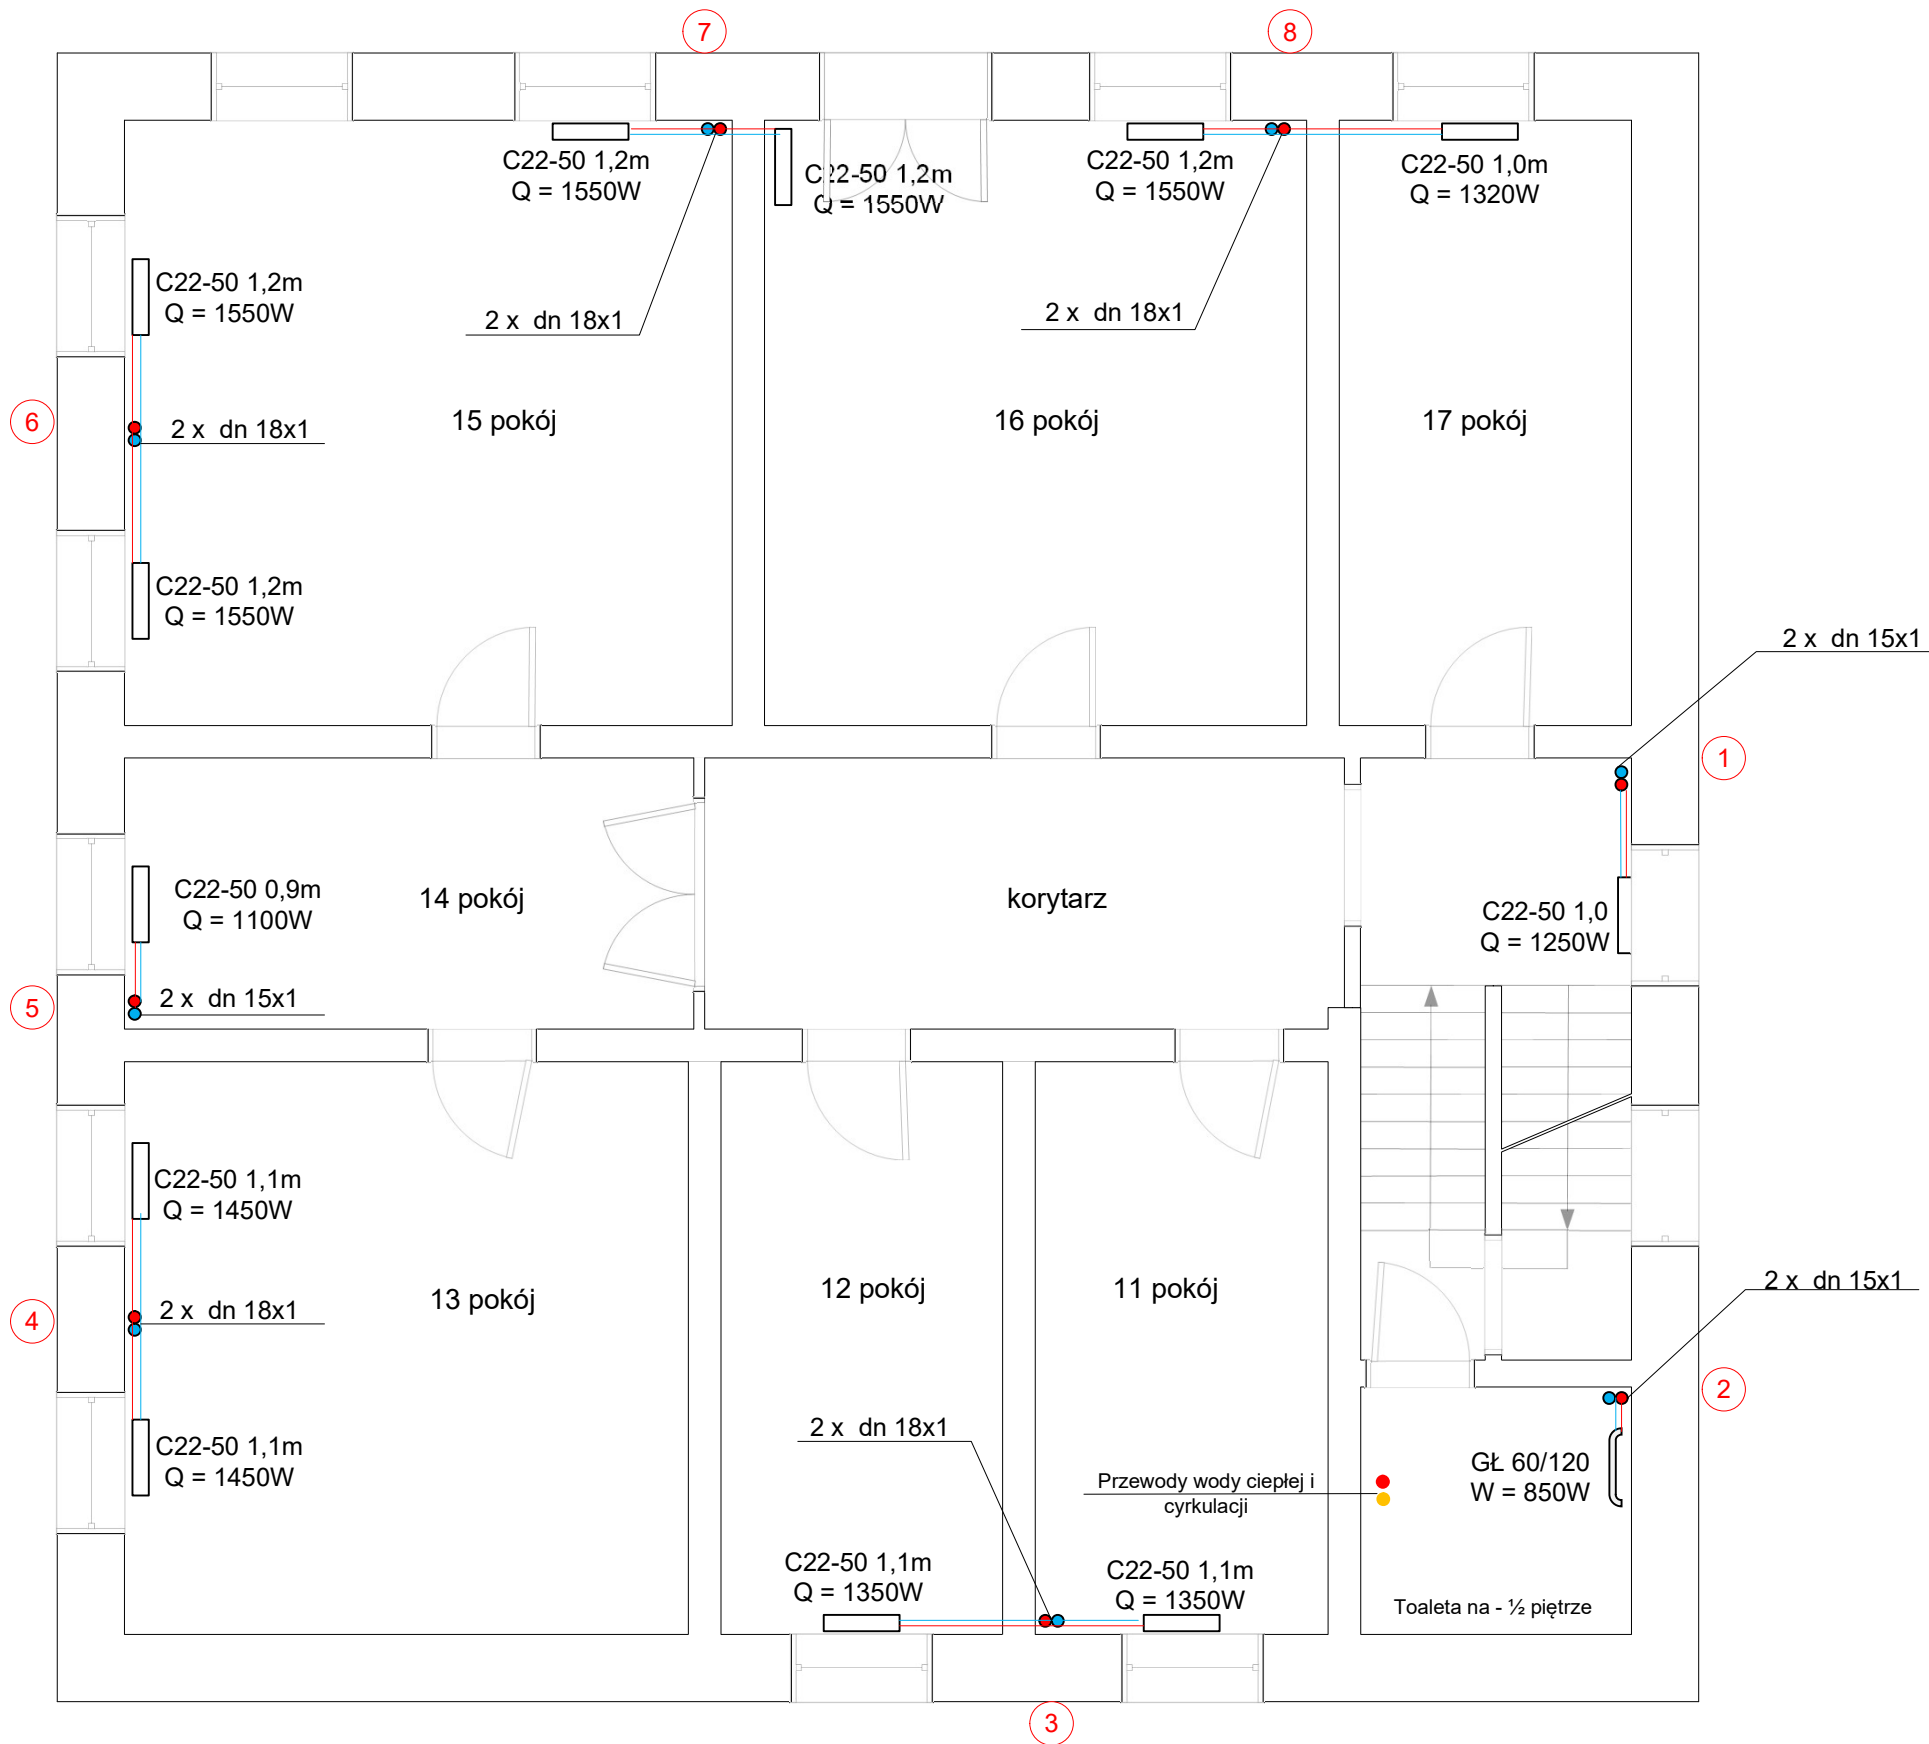 7
8
C22-50 1,2m
Q = 1550W
C22-50 1,2m
Q = 1550W
C22-50 1,2m
Q = 1550W
C22-50 1,0m
Q = 1320W
C22-50 1,2m
Q = 1550W
2 x dn 18x1
2 x dn 18x1
6
2 x dn 18x1
15 pokój
16 pokój
17 pokój
C22-50 1,2m
Q = 1550W
2 x dn 15x1
1
C22-50 0,9m
Q = 1100W
14 pokój
korytarz
C22-50 1,0
Q = 1250W
5
2 x dn 15x1
C22-50 1,1m
Q = 1450W
4
2 x dn 18x1
13 pokój
12 pokój
11 pokój
2 x dn 15x1
2
C22-50 1,1m
Q = 1450W
2 x dn 18x1
Przewody wody ciepłej i
cyrkulacji
GŁ 60/120
W = 850W
C22-50 1,1m
Q = 1350W
C22-50 1,1m
Q = 1350W
Toaleta na - ½ piętrze
3